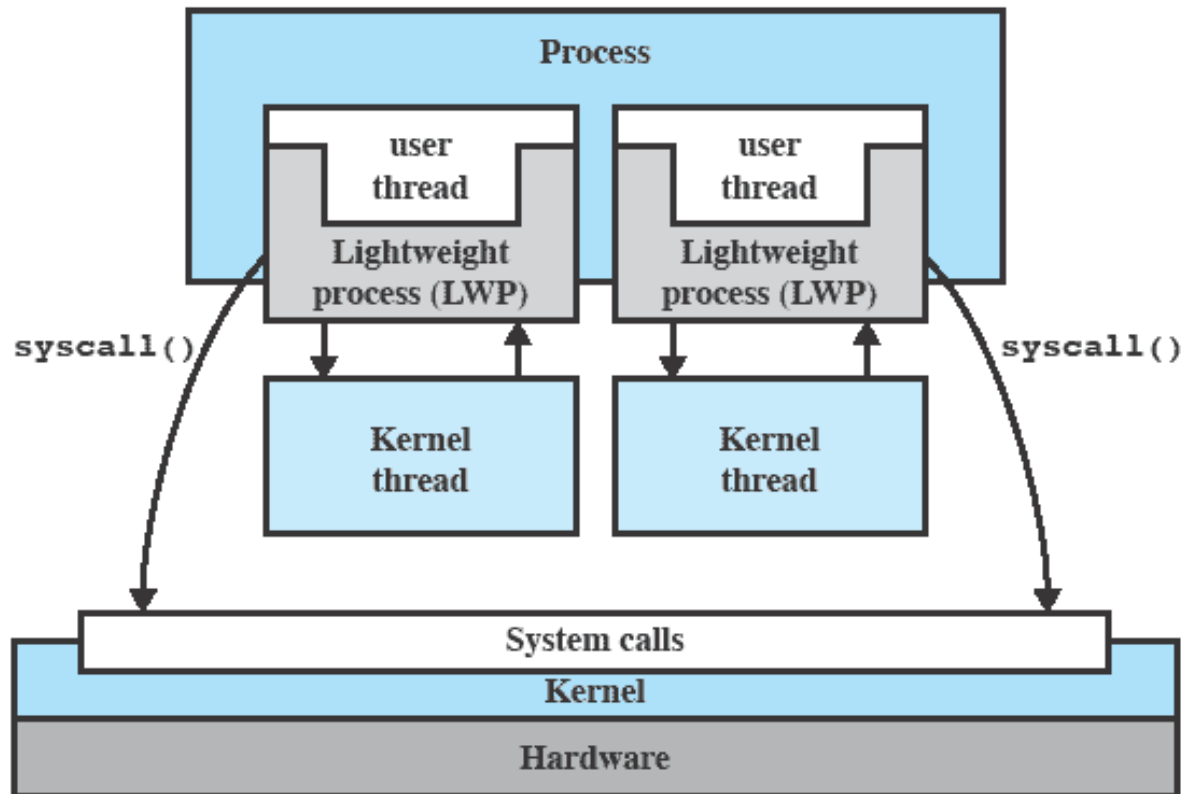 Process
user
thread
Lightweight
process (LWP)
user
thread
Lightweight
process (LWP)
syscall()
syscall()
Kernel
thread
Kernel
thread
System calls
Kernel
Hardware